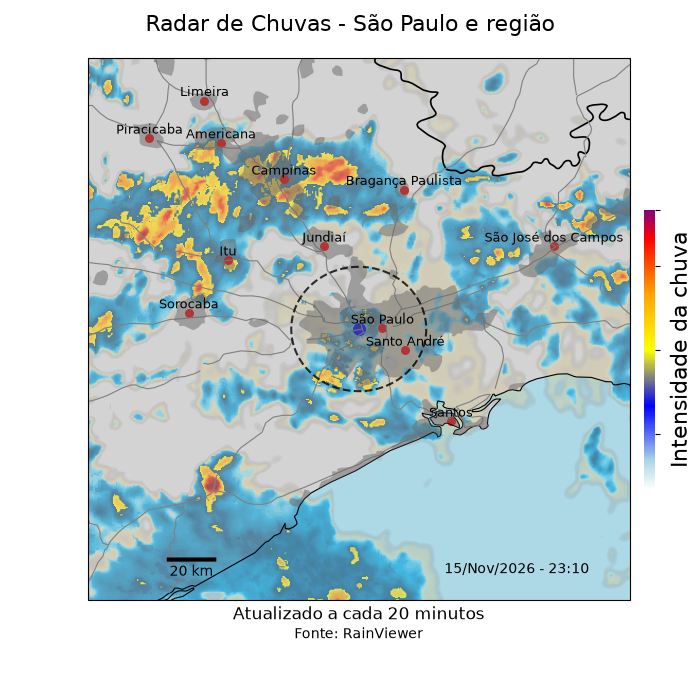 Radar de Chuvas - São Paulo e região
Limeira
Piracicaba
Americana
Campinas
Bragança Paulista
Jundiaí
São José dos Campos
Itu
Sorocaba
São Paulo
Santo André
Santos
Intensidade da chuva
20 km
15/Nov/2026 - 23:10
Atualizado a cada 20 minutos
Fonte: RainViewer